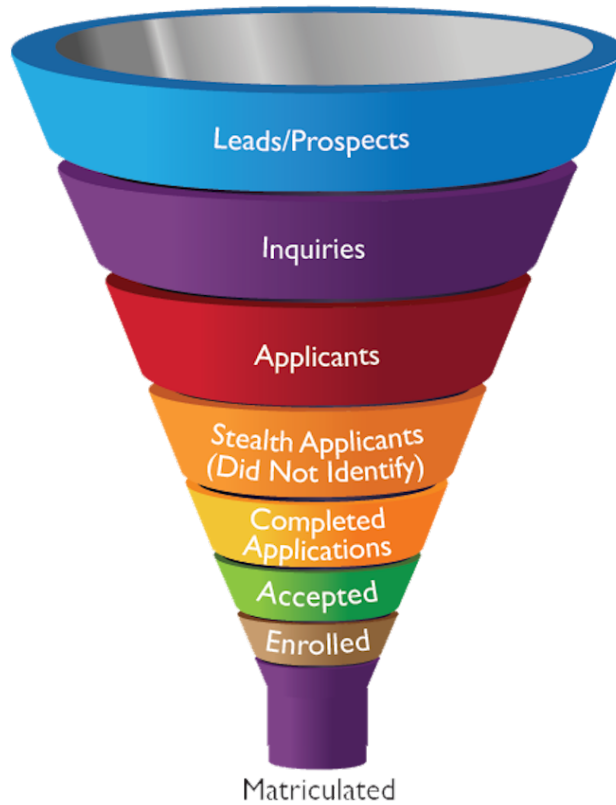 Leads/Prospects
Inquiries
Applicants
Stealth Applicants
(Did Not Identify)
Completed
Applications
Accepted
Enrolled
Matriculated